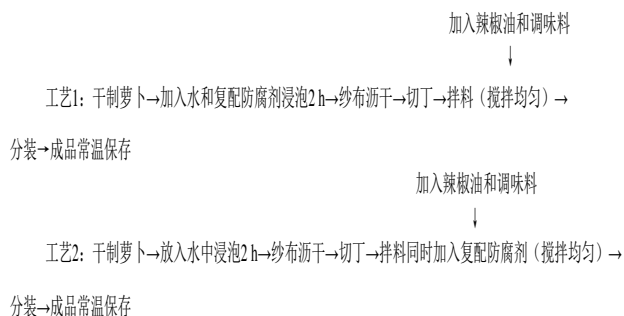 加入辣椒油和调味料
↓
工艺1: 干制萝卜→加入水和复配防腐剂浸泡2 h→纱布沥干→切丁→拌料（搅拌均匀）→
分装→成品常温保存
加入辣椒油和调味料
↓
工艺2: 干制萝卜→放入水中浸泡2 h→纱布沥干→切丁→拌料同时加入复配防腐剂（搅拌均匀）→
分装→成品常温保存